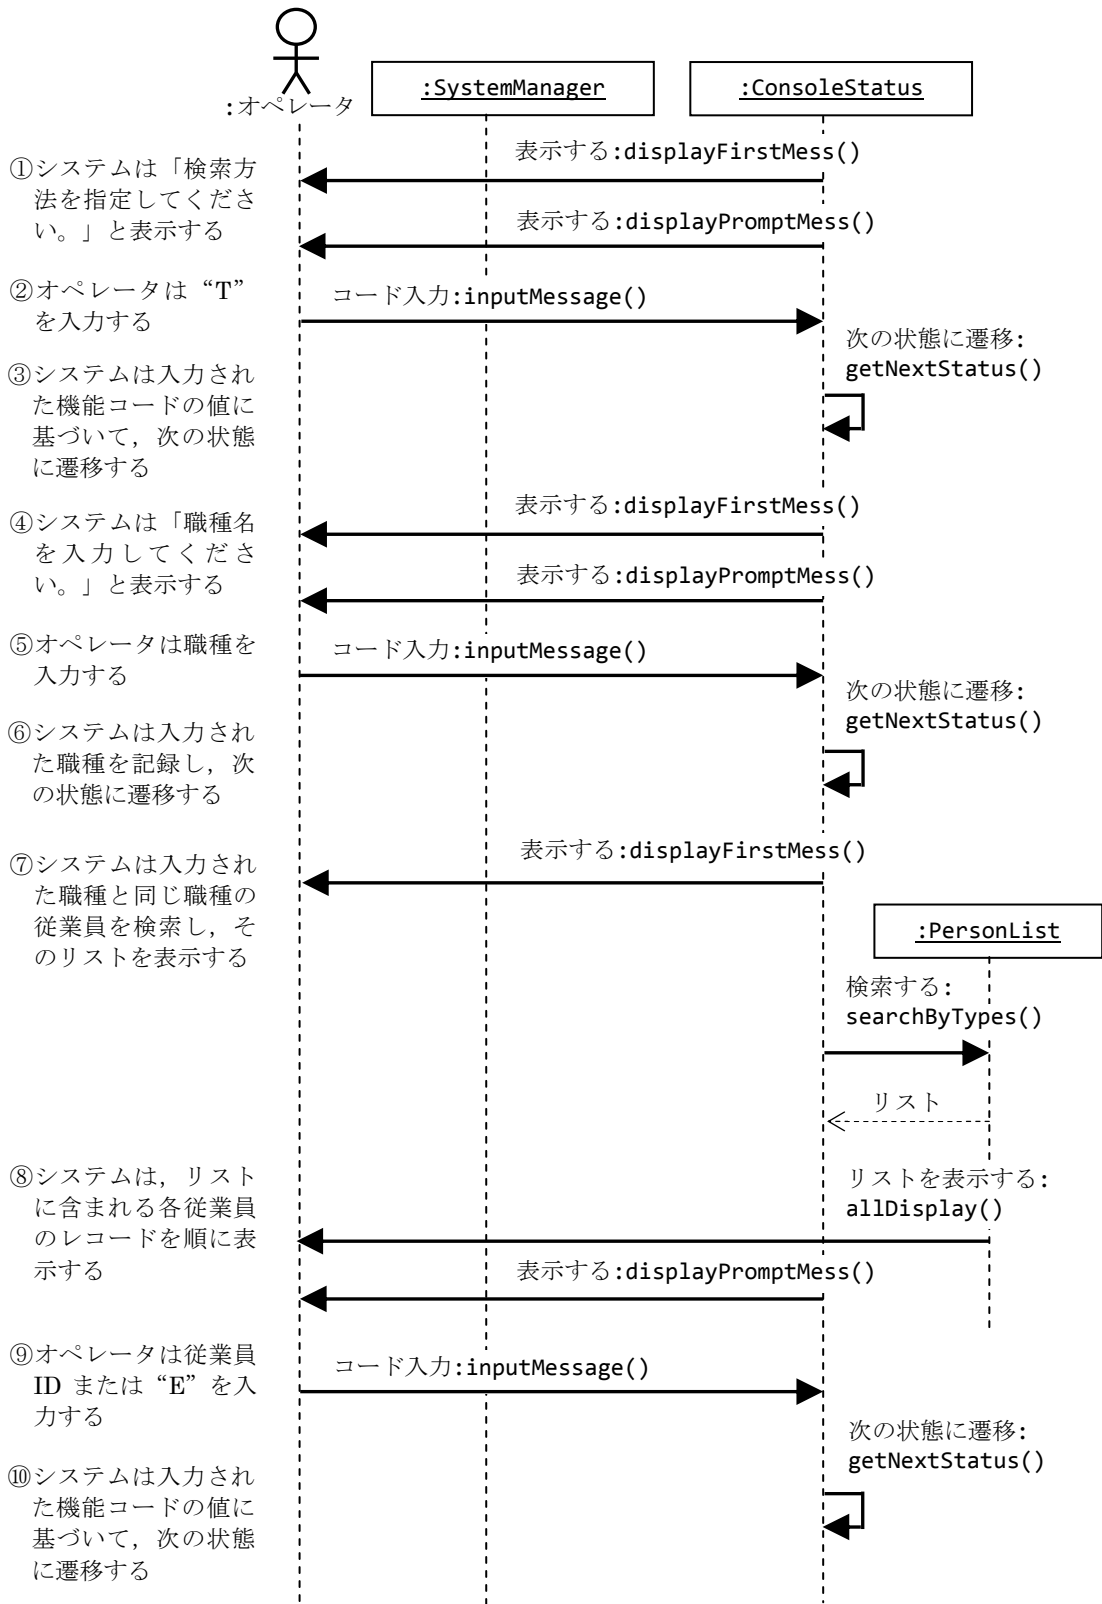 :オペレータ
:SystemManager
:ConsoleStatus
①システムは「検索方
法を指定してくださ
い。」と表示する
表示する:displayFirstMess()
表示する:displayPromptMess()
②オペレータは“T”
を入力する
コード入力:inputMessage()
次の状態に遷移:
getNextStatus()
③システムは入力され
た機能コードの値に
基づいて，次の状態
に遷移する
④システムは「職種名
を入力してくださ
い。」と表示する
表示する:displayFirstMess()
表示する:displayPromptMess()
⑤オペレータは職種を
入力する
コード入力:inputMessage()
次の状態に遷移:
getNextStatus()
⑥システムは入力され
た職種を記録し，次
の状態に遷移する
⑦システムは入力され
た職種と同じ職種の
従業員を検索し，そ
のリストを表示する
表示する:displayFirstMess()
:PersonList
検索する:
searchByTypes()
リスト
⑧システムは，リスト
に含まれる各従業員
のレコードを順に表
示する
リストを表示する:
allDisplay()
表示する:displayPromptMess()
⑨オペレータは従業員
ID または“E”を入
力する
コード入力:inputMessage()
次の状態に遷移:
getNextStatus()
⑩システムは入力され
た機能コードの値に
基づいて，次の状態
に遷移する